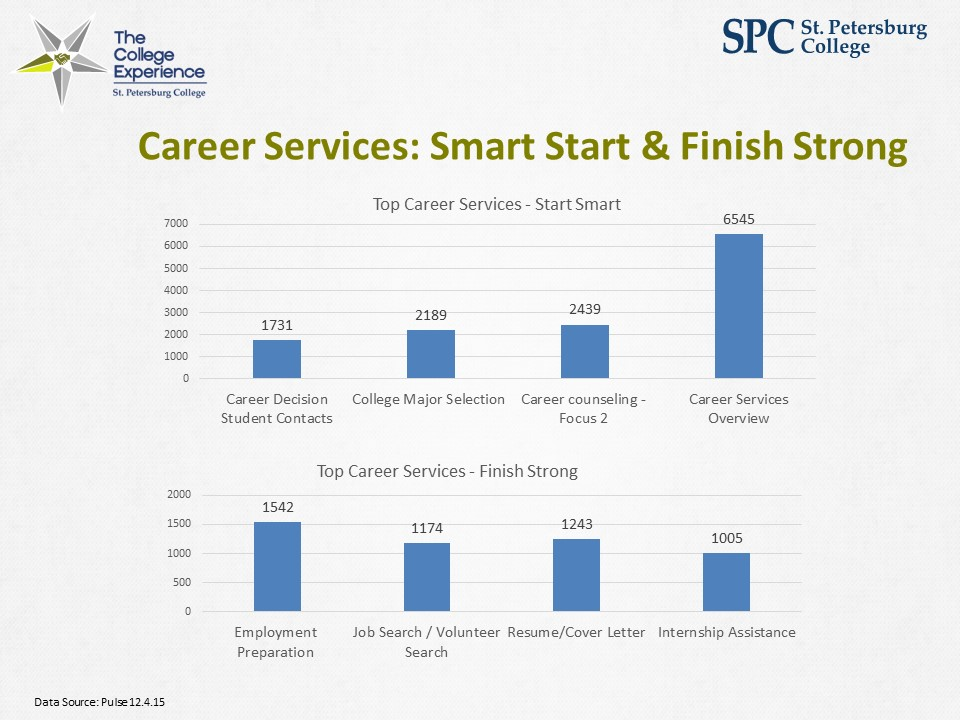 The
College
Experience
St. Petersburg College
SPC St. Petersburg
College
Career Services: Smart Start & Finish Strong
Top Career Services - Start Smart
7000
6000
5000
4000
3000
2000
1000
0
1731
2189
2439
6545
Career Decision
Student Contacts
College Major Selection
Career counseling -
Focus 2
Career Services
Overview
Top Career Services - Finish Strong
2000
1500
1000
500
0
1542
1174
1243
1005
Employment
Preparation
Job Search / Volunteer
Search
Resume/Cover Letter
Internship Assistance
Data Source: Pulse 12.4.15